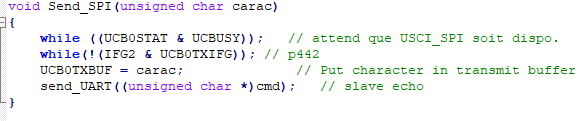 void Send_SPI(unsigned char carac)
{
    while ((UCB0STAT & UCBUSY));   // attend que USCI_SPI soit dispo.
    while(!(IFG2 & UCB0TXIFG)); // p442
    UCB0TXBUF = carac;              // Put character in transmit buffer
    send_UART((unsigned char *)cmd);   // slave echo
}